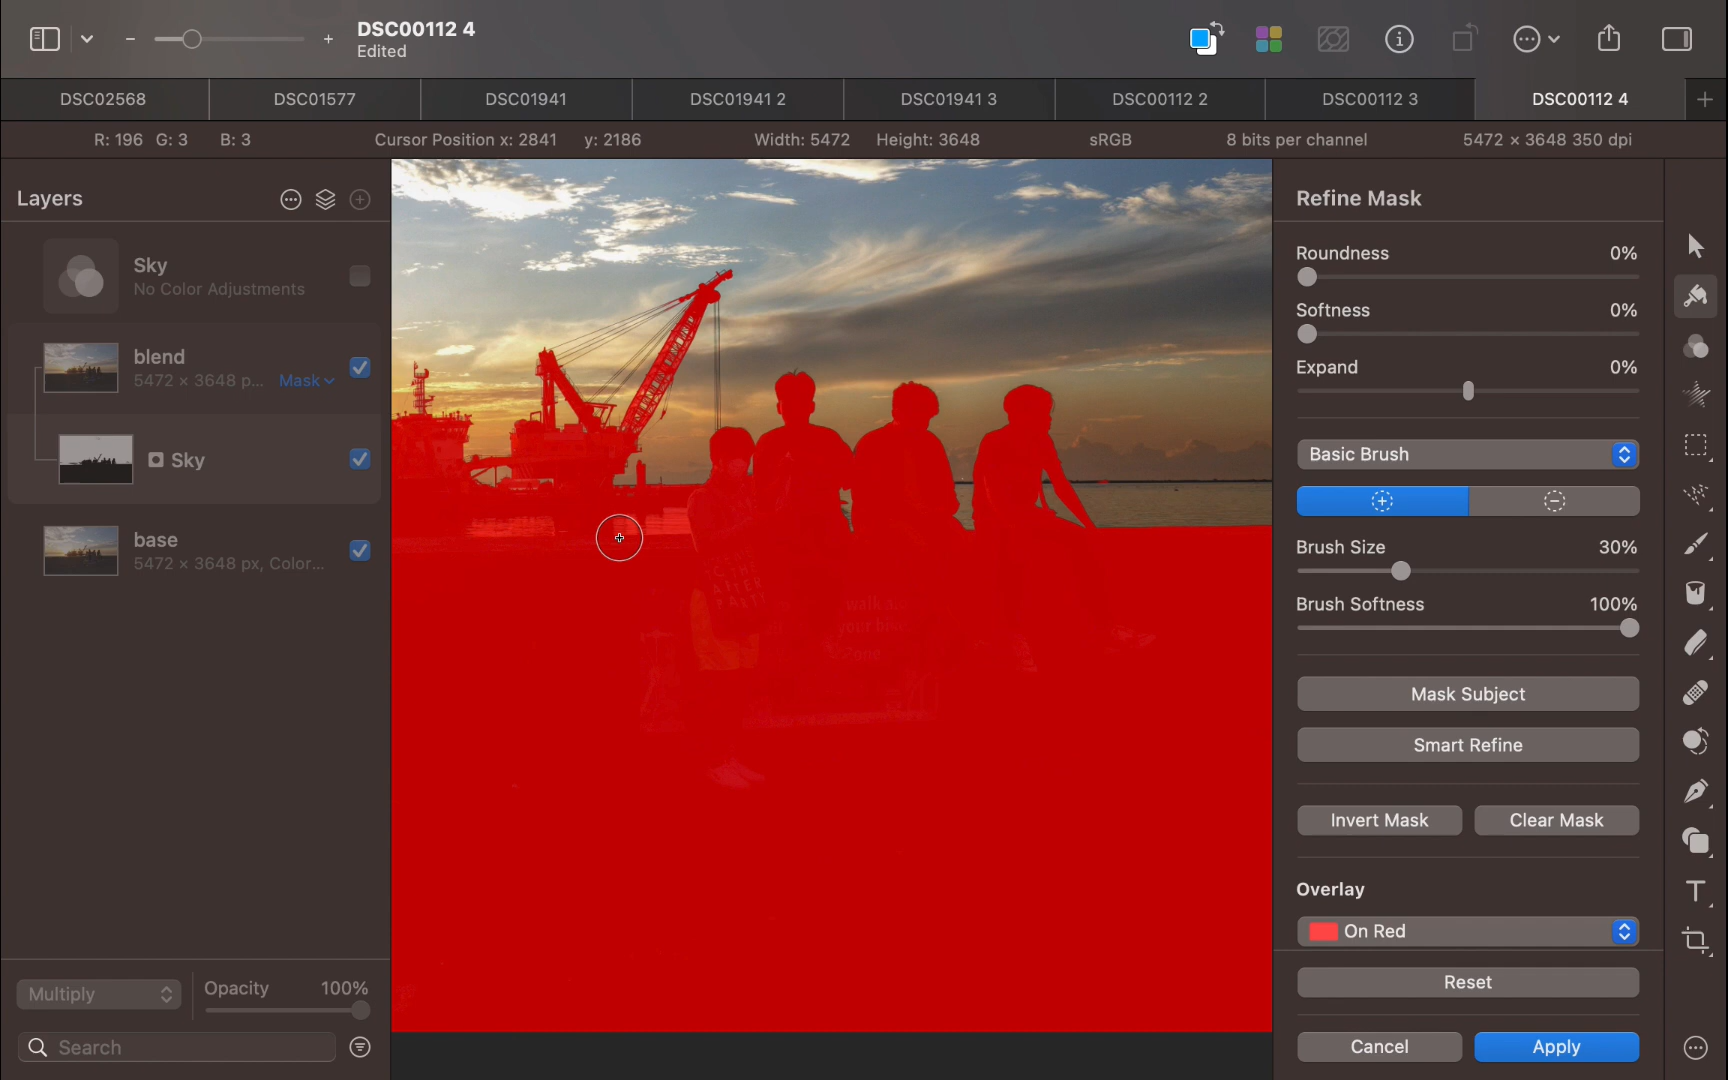 DSC00112 4
Edited
DSC02568
DSC01577
DSC01941
DSC01941 2
DSC01941 3
DSC00112 2
DSC00112 3
DSC00112 4
R: 196 G: 3 B: 3
Cursor Position x: 2841 y: 2186
Width: 5472 Height: 3648
sRGB
8 bits per channel
5472 × 3648 350 dpi
Layers
Sky
No Color Adjustments
blend
5472 × 3648 p... Mask
Sky
base
5472 × 3648 px, Color...
Multiply
Opacity 100%
Search
walk
your bike
Zone
Refine Mask
Roundness 0%
Softness 0%
Expand 0%
Basic Brush
Brush Size 30%
Brush Softness 100%
Mask Subject
Smart Refine
Invert Mask
Clear Mask
Overlay
On Red
Reset
Cancel
Apply